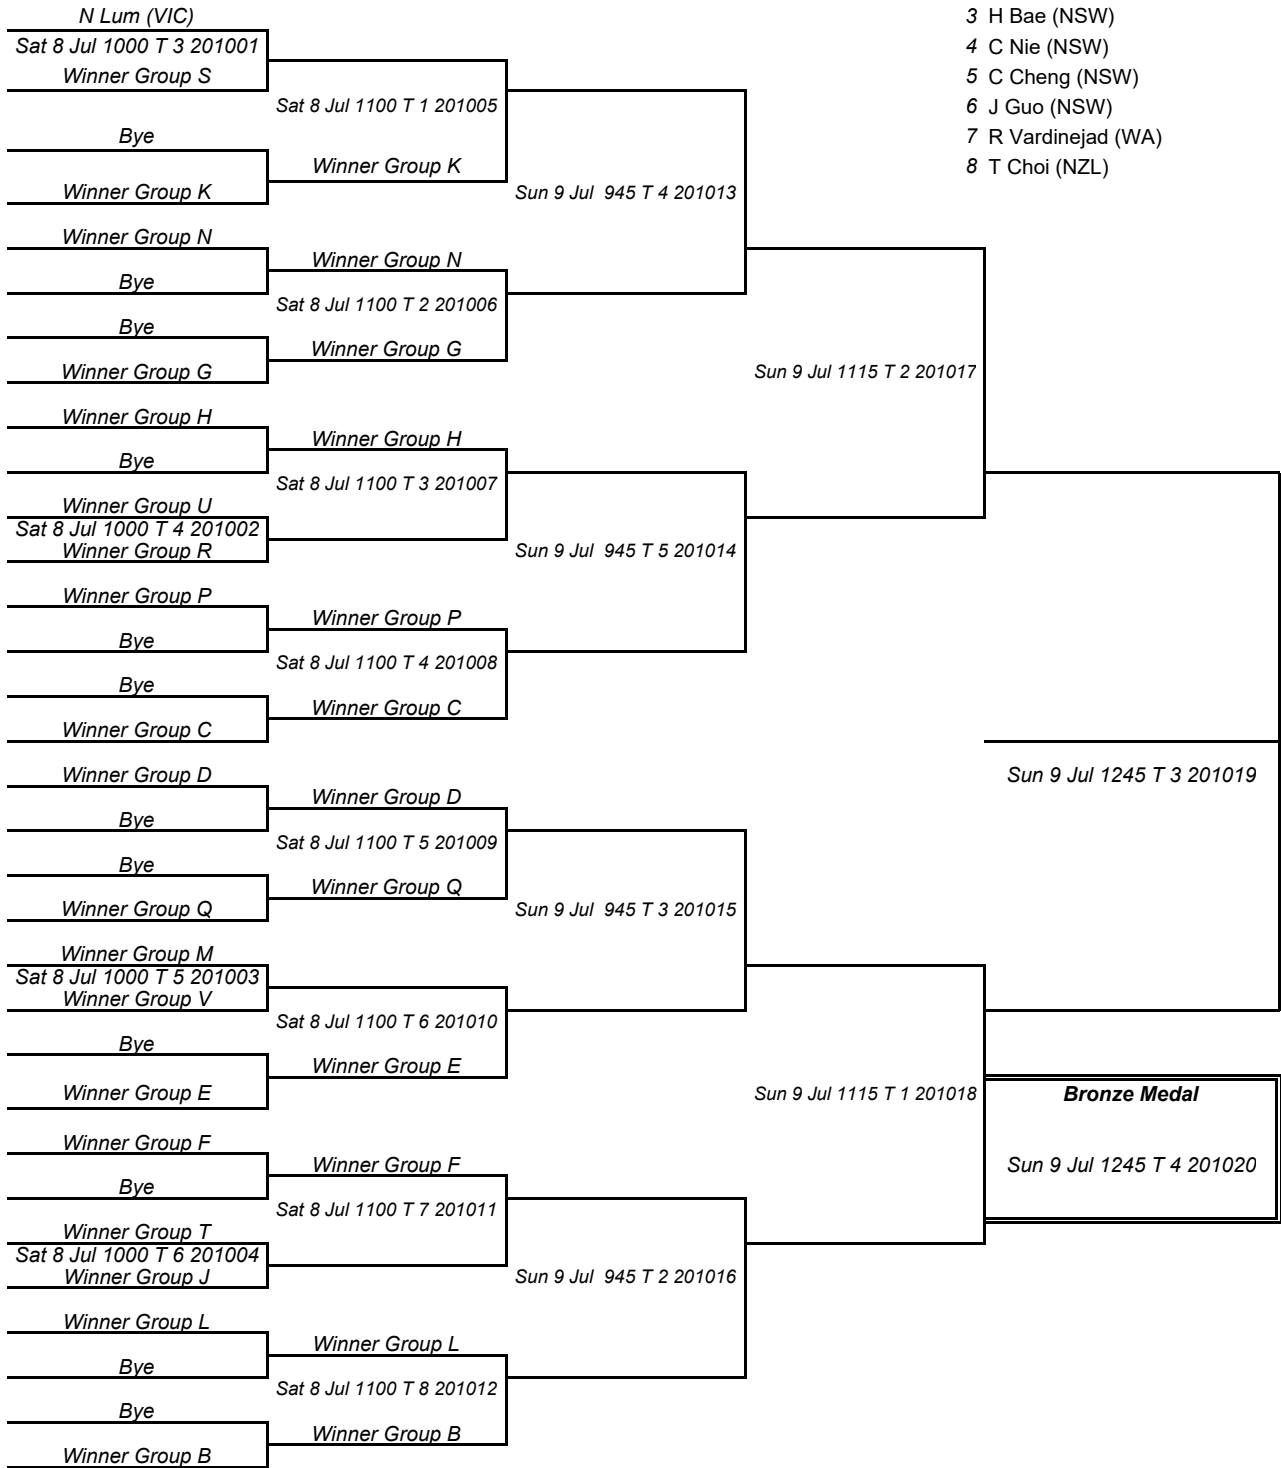 N Lum (VIC)
Sat 8 Jul 1000 T 3 201001
Winner Group S
Bye
Winner Group K
Winner Group N
Bye
Bye
Winner Group G
Winner Group H
Bye
Winner Group U
Sat 8 Jul 1000 T 4 201002
Winner Group R
Winner Group P
Bye
Bye
Winner Group C
Winner Group D
Bye
Bye
Winner Group Q
Winner Group M
Sat 8 Jul 1000 T 5 201003
Winner Group V
Bye
Winner Group E
Winner Group F
Bye
Winner Group T
Sat 8 Jul 1000 T 6 201004
Winner Group J
Winner Group L
Bye
Bye
Winner Group B
Sat 8 Jul 1100 T 1 201005
Winner Group K
Winner Group N
Sat 8 Jul 1100 T 2 201006
Winner Group G
Winner Group H
Sat 8 Jul 1100 T 3 201007
Winner Group P
Sat 8 Jul 1100 T 4 201008
Winner Group C
Winner Group D
Sat 8 Jul 1100 T 5 201009
Winner Group Q
Sat 8 Jul 1100 T 6 201010
Winner Group E
Winner Group F
Sat 8 Jul 1100 T 7 201011
Winner Group L
Sat 8 Jul 1100 T 8 201012
Winner Group B
Sun 9 Jul 945 T 4 201013
Sun 9 Jul 945 T 5 201014
Sun 9 Jul 945 T 3 201015
Sun 9 Jul 945 T 2 201016
Sun 9 Jul 1115 T 2 201017
Sun 9 Jul 1115 T 1 201018
3 H Bae (NSW)
4 C Nie (NSW)
5 C Cheng (NSW)
6 J Guo (NSW)
7 R Vardinejad (WA)
8 T Choi (NZL)
Sun 9 Jul 1245 T 3 201019
Bronze Medal
Sun 9 Jul 1245 T 4 201020